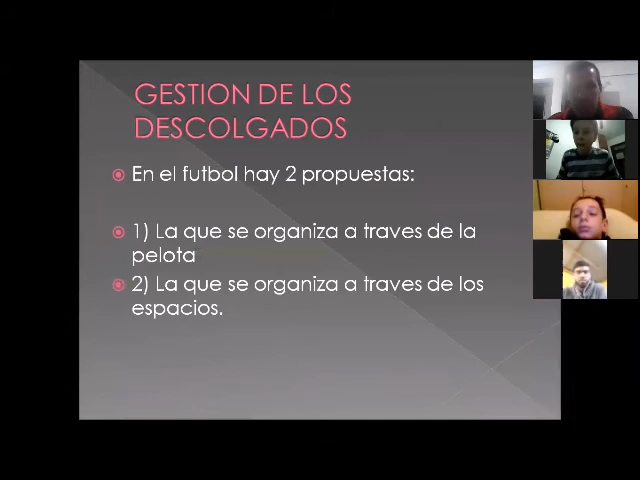 GESTION DE LOS
DESCOLGADOS
En el futbol hay 2 propuestas:
1) La que se organiza a traves de la
pelota
2) La que se organiza a traves de los
espacios.